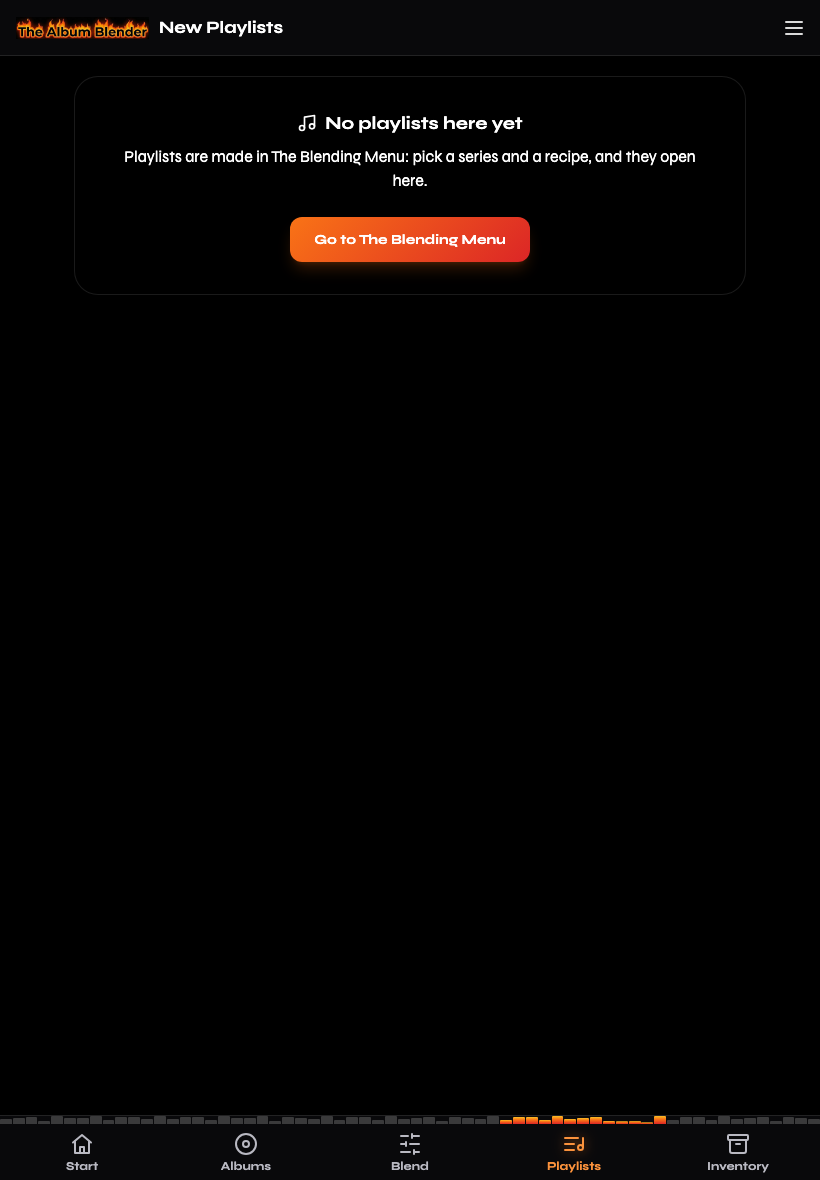 The Album Blender
New Playlists
No playlists here yet
Playlists are made in The Blending Menu: pick a series and a recipe, and they open
here.
Go to The Blending Menu
Start
Albums
Blend
Playlists
Inventory